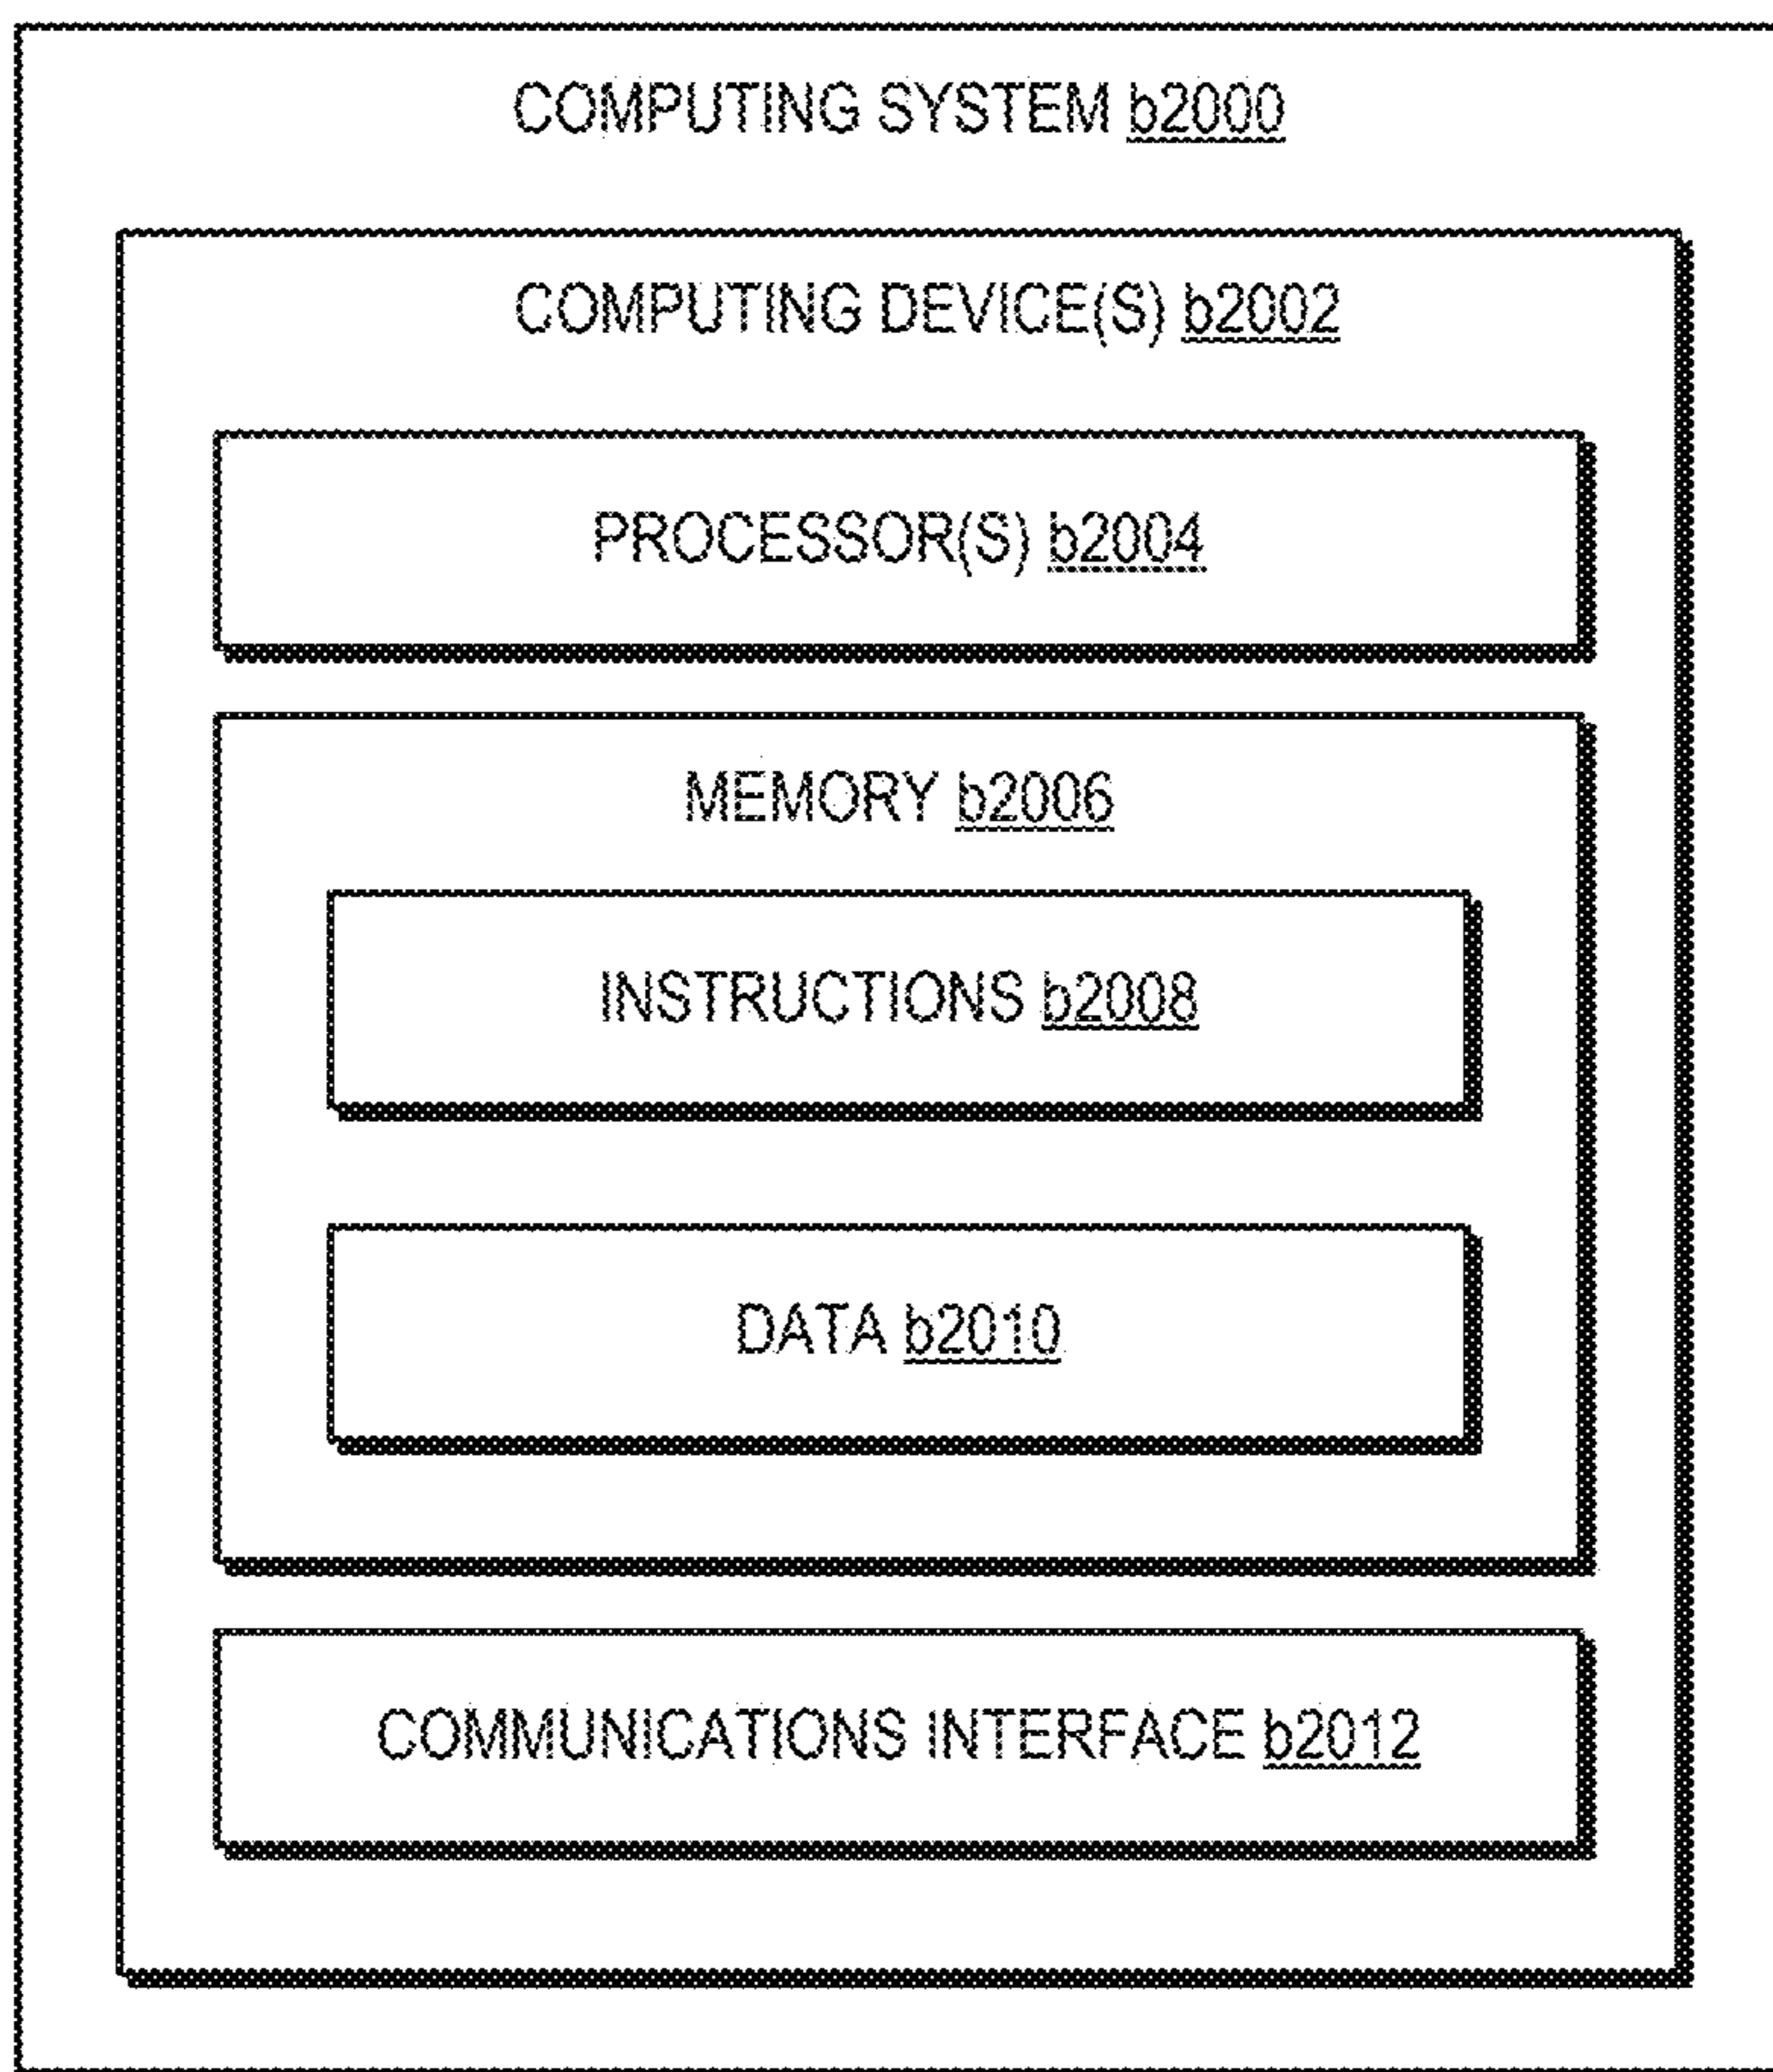 COMPUTING SYSTEM b2000
COMPUTING DEVICE(S) b2002
PROCESSOR(S) b2004
MEMORY b2006
INSTRUCTIONS b2008
DATA b2010
COMMUNICATIONS INTERFACE b2012